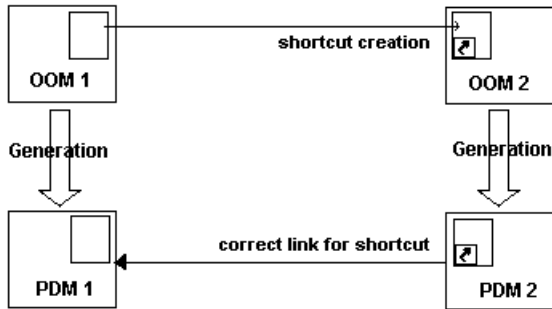 shortcut creation
OOM 1
OOM 2
Generation
Generation
correct link for shortcut
PDM 1
PDM 2